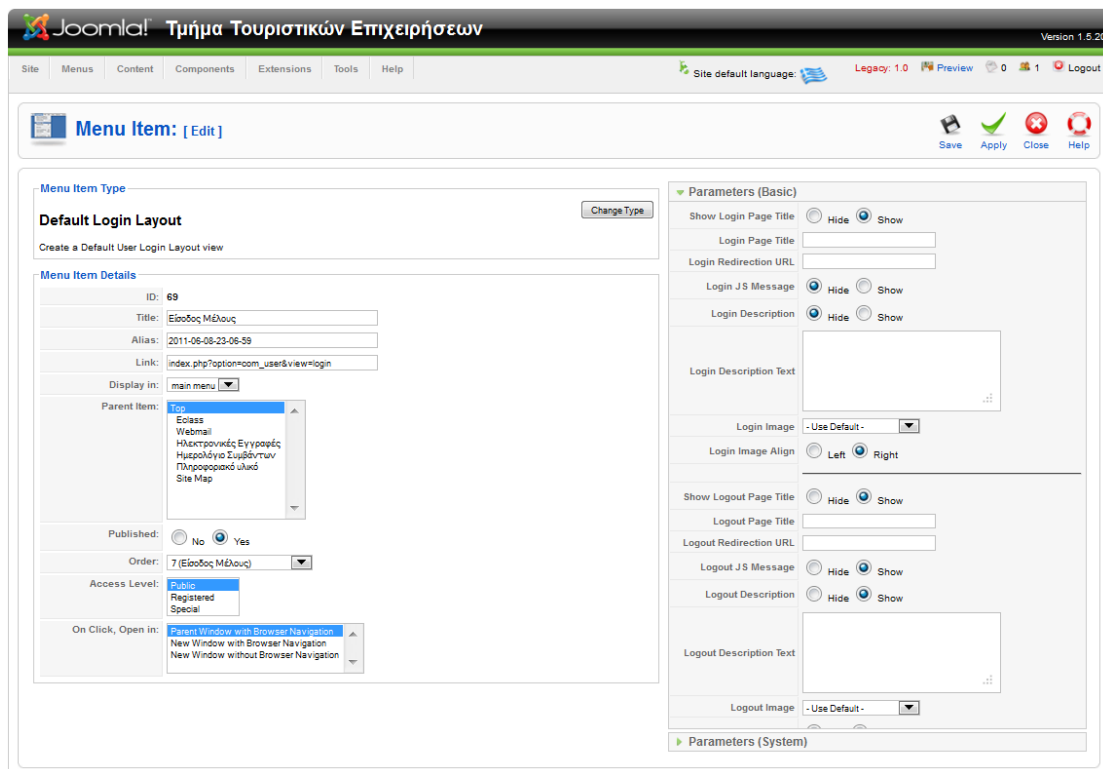 Joomla! Τμήμα Τουριστικών Επιχειρήσεων
Version 1.5.20
Site Menus Content Components Extensions Tools Help
Site default language:
Legacy: 1.0 Preview 0 1 Logout
Menu Item: [ Edit ]
Save Apply Close Help
Menu Item Type
Default Login Layout
Change Type
Create a Default User Login Layout view
Menu Item Details
ID: 69
Title: Είσοδος Μέλους
Alias: 2011-06-08-23-06-59
Link: index.php?option=com_user&view=login
Display in: main menu
Parent Item: Top
Eclass
Webmail
Ηλεκτρονικές Εγγραφές
Ημερολόγιο Συμβάντων
Πληροφοριακό υλικό
Site Map
Published: No Yes
Order: 7 (Είσοδος Μέλους)
Access Level: Public
Registered
Special
On Click, Open in: Parent Window with Browser Navigation
New Window with Browser Navigation
New Window without Browser Navigation
Parameters (Basic)
Show Login Page Title Hide Show
Login Page Title
Login Redirection URL
Login JS Message Hide Show
Login Description Hide Show
Login Description Text
Login Image - Use Default -
Login Image Align Left Right
Show Logout Page Title Hide Show
Logout Page Title
Logout Redirection URL
Logout JS Message Hide Show
Logout Description Hide Show
Logout Description Text
Logout Image - Use Default -
Parameters (System)